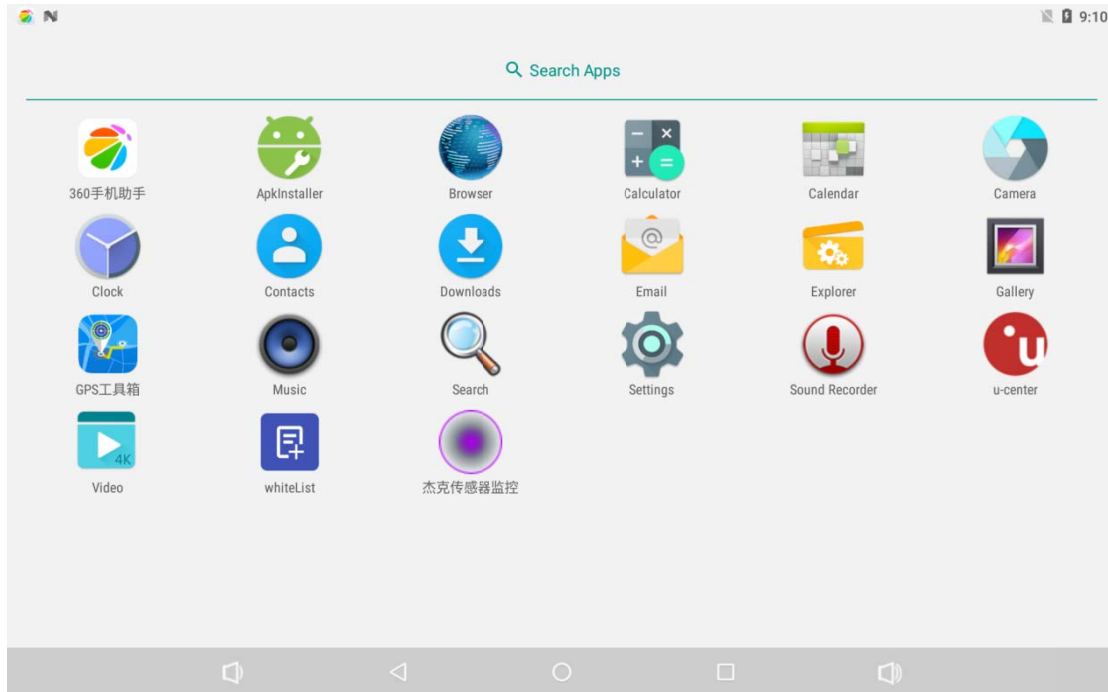 9:10
Search Apps
360手机助手 ApkInstaller Browser Calculator Calendar Camera
@
Clock Contacts Downloads Email Explorer Gallery
GPS工具箱 Music Search Settings Sound Recorder u-center
4K
Video whiteList 杰克传感器监控